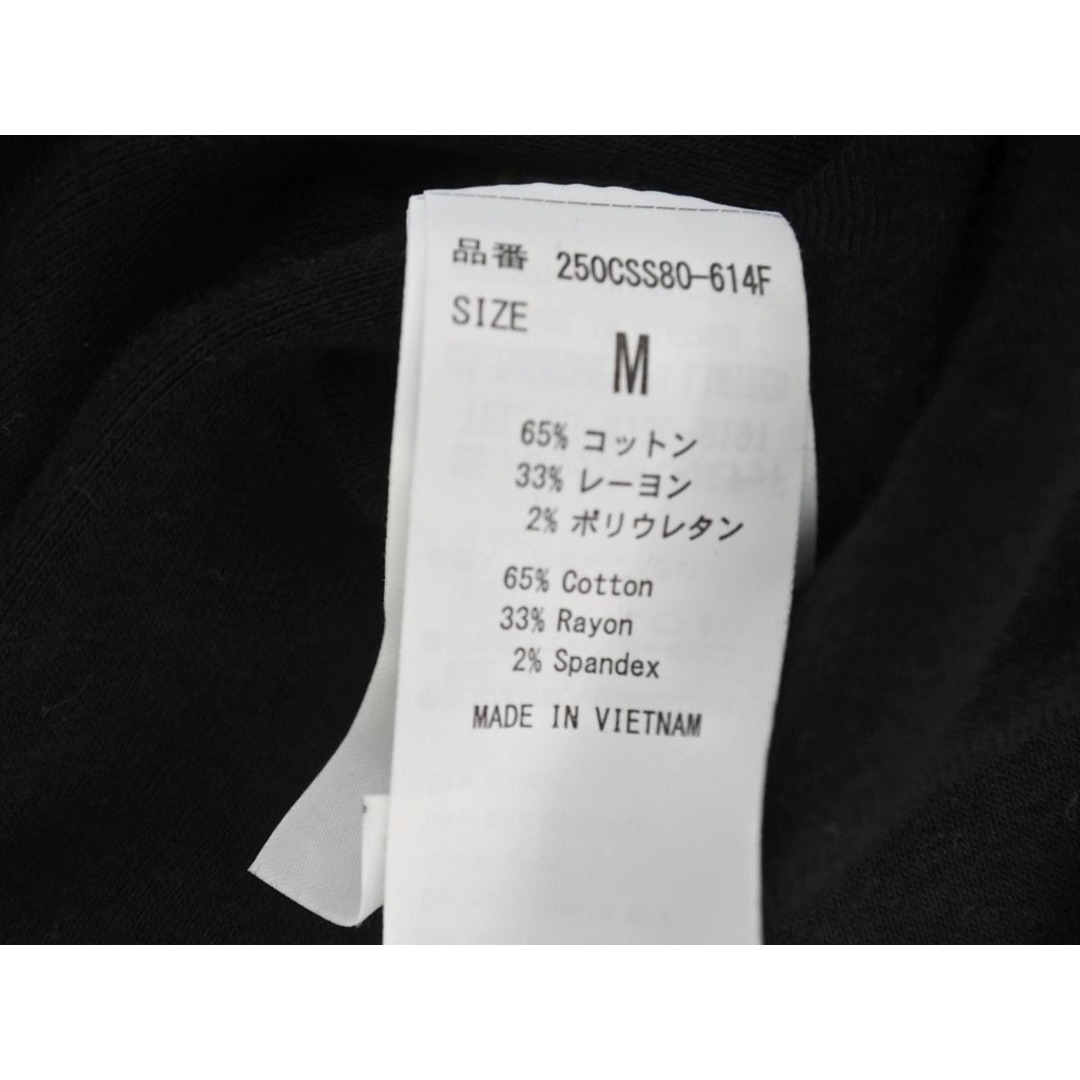 品番 250CSS80-614F
SIZE
M
65% コットン
33% レーヨン
2% ポリウレタン
65% Cotton
33% Rayon
2% Spandex
MADE IN VIETNAM